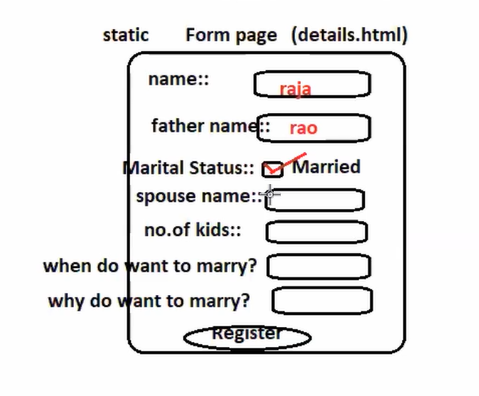 static Form page (details.html)
name:: raja
father name:: rao
Marital Status:: Married
spouse name::
no.of kids::
when do want to marry?
why do want to marry?
Register